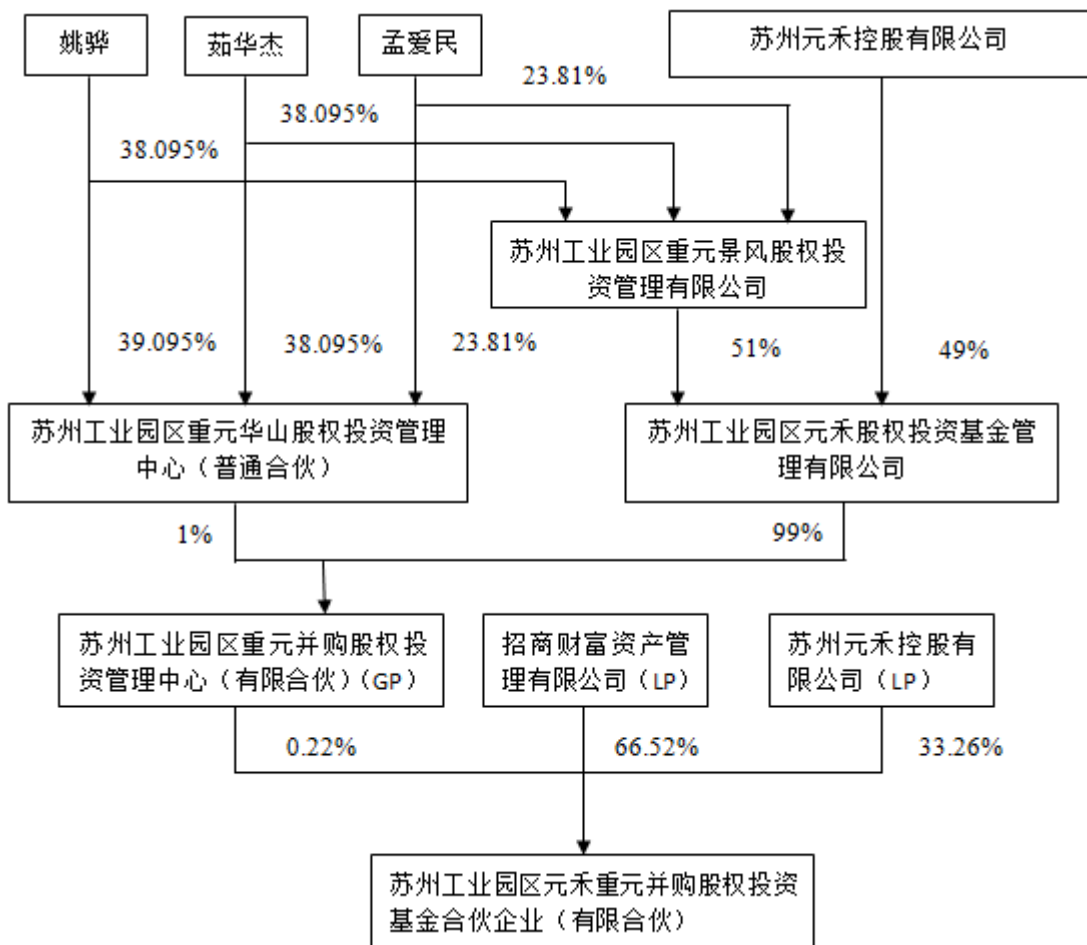 姚骅
茹华杰
孟爱民
苏州元禾控股有限公司
23.81%
38.095%
38.095%
苏州工业园区重元景风股权投
资管理有限公司
39.095%
38.095%
23.81%
51%
49%
苏州工业园区重元华山股权投资管理
中心（普通合伙）
苏州工业园区元禾股权投资基金管
理有限公司
1%
99%
苏州工业园区重元并购股权投
资管理中心（有限合伙）（GP）
招商财富资产管
理有限公司（LP）
苏州元禾控股有
限公司（LP）
0.22%
66.52%
33.26%
苏州工业园区元禾重元并购股权投资
基金合伙企业（有限合伙）